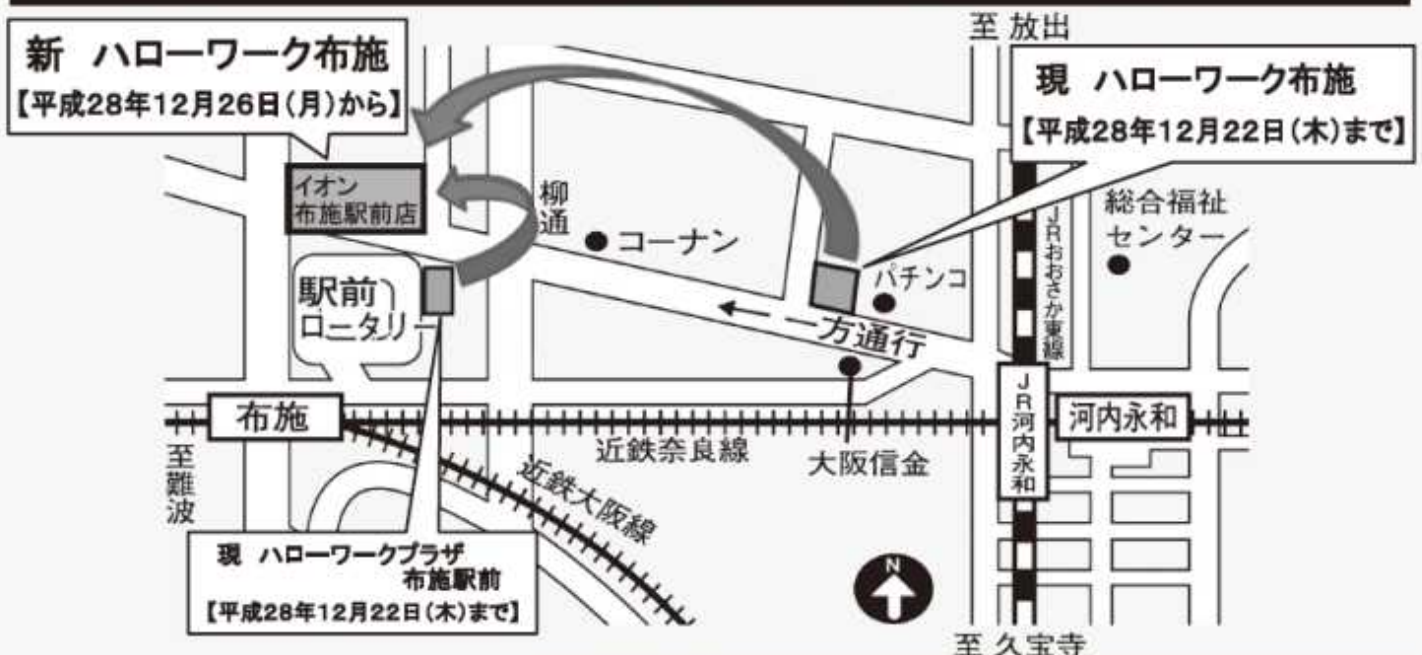 至 放出
新 ハローワーク布施
【平成28年12月26日(月)から】
現 ハローワーク布施
【平成28年12月22日(木)まで】
イオン
布施駅前店
柳通
コーナン
パチンコ
JRおおさか東線
総合福祉
センター
駅前
ロータリー
← 一方通行
布施
近鉄奈良線
大阪信金
JR河内永和
河内永和
至難波
近鉄大阪線
現 ハローワークプラザ
布施駅前
【平成28年12月22日(木)まで】
N
至 久宝寺